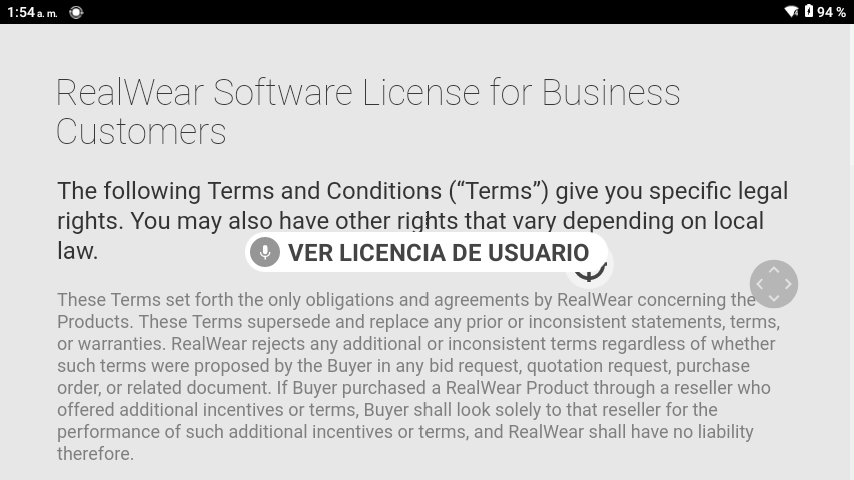 1:54 a. m.
94 %
RealWear Software License for Business
Customers
The following Terms and Conditions (“Terms”) give you specific legal
rights. You may also have other rights that vary depending on local
law.
VER LICENCIA DE USUARIO
These Terms set forth the only obligations and agreements by RealWear concerning the
Products. These Terms supersede and replace any prior or inconsistent statements, terms,
or warranties. RealWear rejects any additional or inconsistent terms regardless of whether
such terms were proposed by the Buyer in any bid request, quotation request, purchase
order, or related document. If Buyer purchased a RealWear Product through a reseller who
offered additional incentives or terms, Buyer shall look solely to that reseller for the
performance of such additional incentives or terms, and RealWear shall have no liability
therefore.